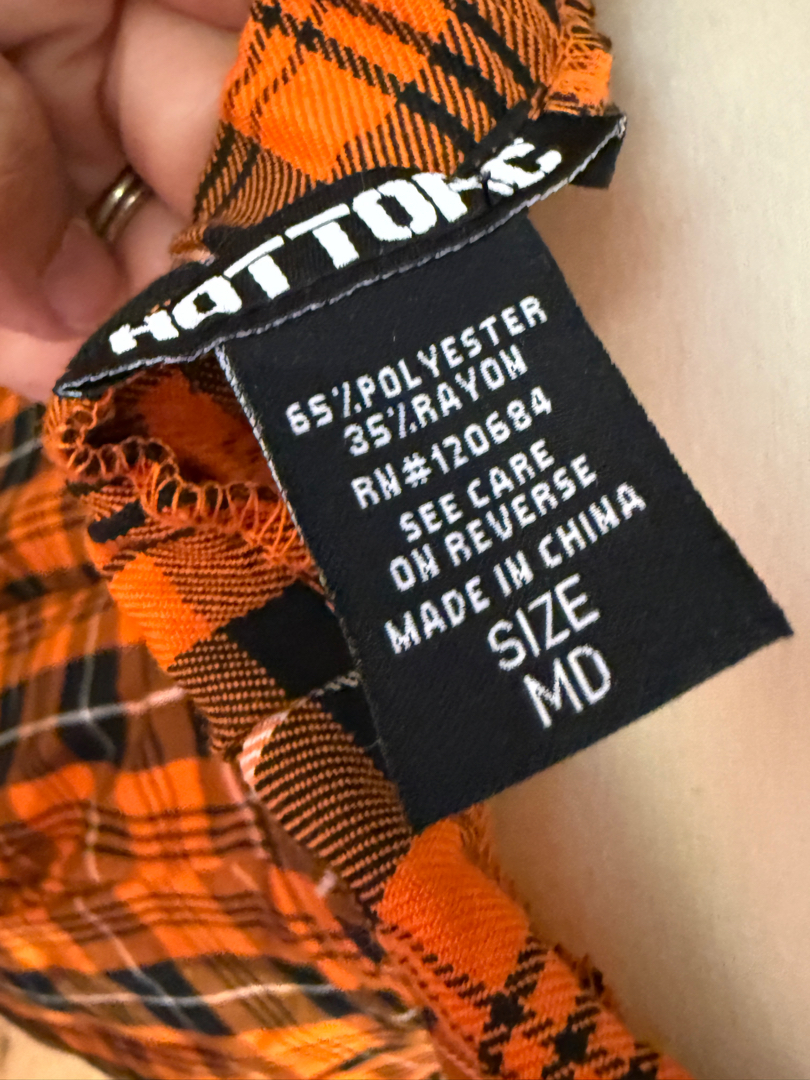 HOTTOPIC
65%POLYESTER
35%RAYON
RN#120684
SEE CARE
ON REVERSE
MADE IN CHINA
SIZE
MD